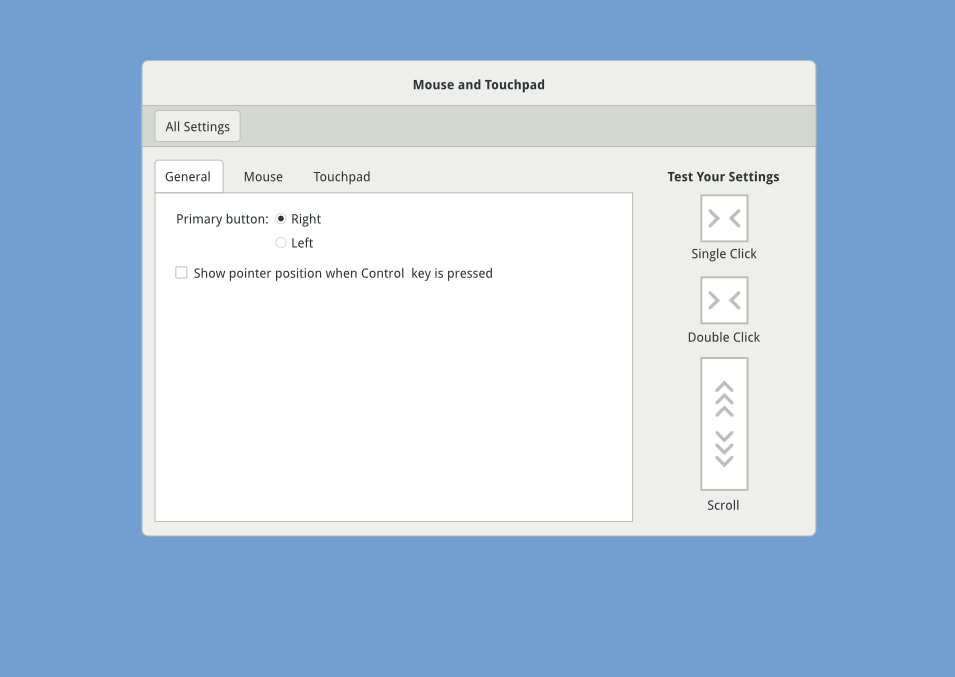 Mouse and Touchpad
All Settings
General Mouse Touchpad
Primary button: Right
Left
Show pointer position when Control key is pressed
Test Your Settings
Single Click
Double Click
Scroll